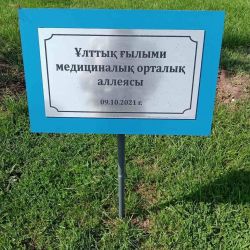 Ұлттық ғылыми
медициналық орталық
аллеясы
09.10.2021 г.